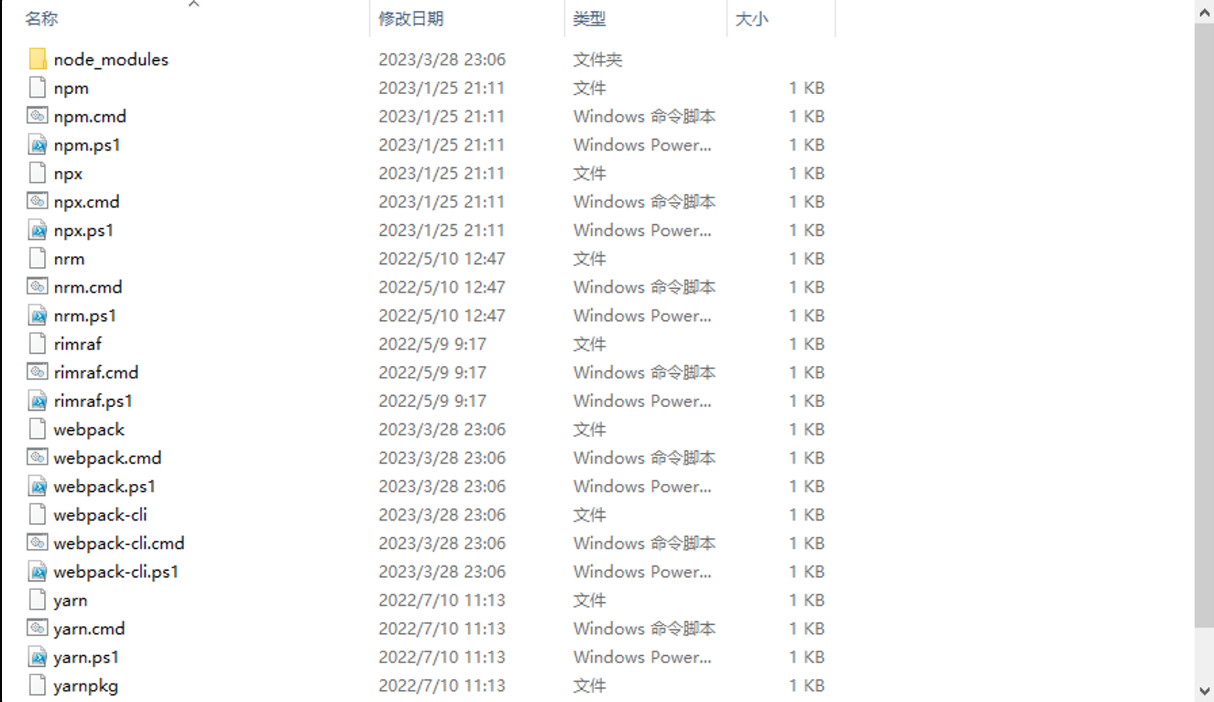 名称 修改日期 类型 大小
node_modules 2023/3/28 23:06 文件夹
npm 2023/1/25 21:11 文件 1 KB
npm.cmd 2023/1/25 21:11 Windows 命令脚本 1 KB
npm.ps1 2023/1/25 21:11 Windows Power... 1 KB
npx 2023/1/25 21:11 文件 1 KB
npx.cmd 2023/1/25 21:11 Windows 命令脚本 1 KB
npx.ps1 2023/1/25 21:11 Windows Power... 1 KB
nrm 2022/5/10 12:47 文件 1 KB
nrm.cmd 2022/5/10 12:47 Windows 命令脚本 1 KB
nrm.ps1 2022/5/10 12:47 Windows Power... 1 KB
rimraf 2022/5/9 9:17 文件 1 KB
rimraf.cmd 2022/5/9 9:17 Windows 命令脚本 1 KB
rimraf.ps1 2022/5/9 9:17 Windows Power... 1 KB
webpack 2023/3/28 23:06 文件 1 KB
webpack.cmd 2023/3/28 23:06 Windows 命令脚本 1 KB
webpack.ps1 2023/3/28 23:06 Windows Power... 1 KB
webpack-cli 2023/3/28 23:06 文件 1 KB
webpack-cli.cmd 2023/3/28 23:06 Windows 命令脚本 1 KB
webpack-cli.ps1 2023/3/28 23:06 Windows Power... 1 KB
yarn 2022/7/10 11:13 文件 1 KB
yarn.cmd 2022/7/10 11:13 Windows 命令脚本 1 KB
yarn.ps1 2022/7/10 11:13 Windows Power... 1 KB
yarnpkg 2022/7/10 11:13 文件 1 KB